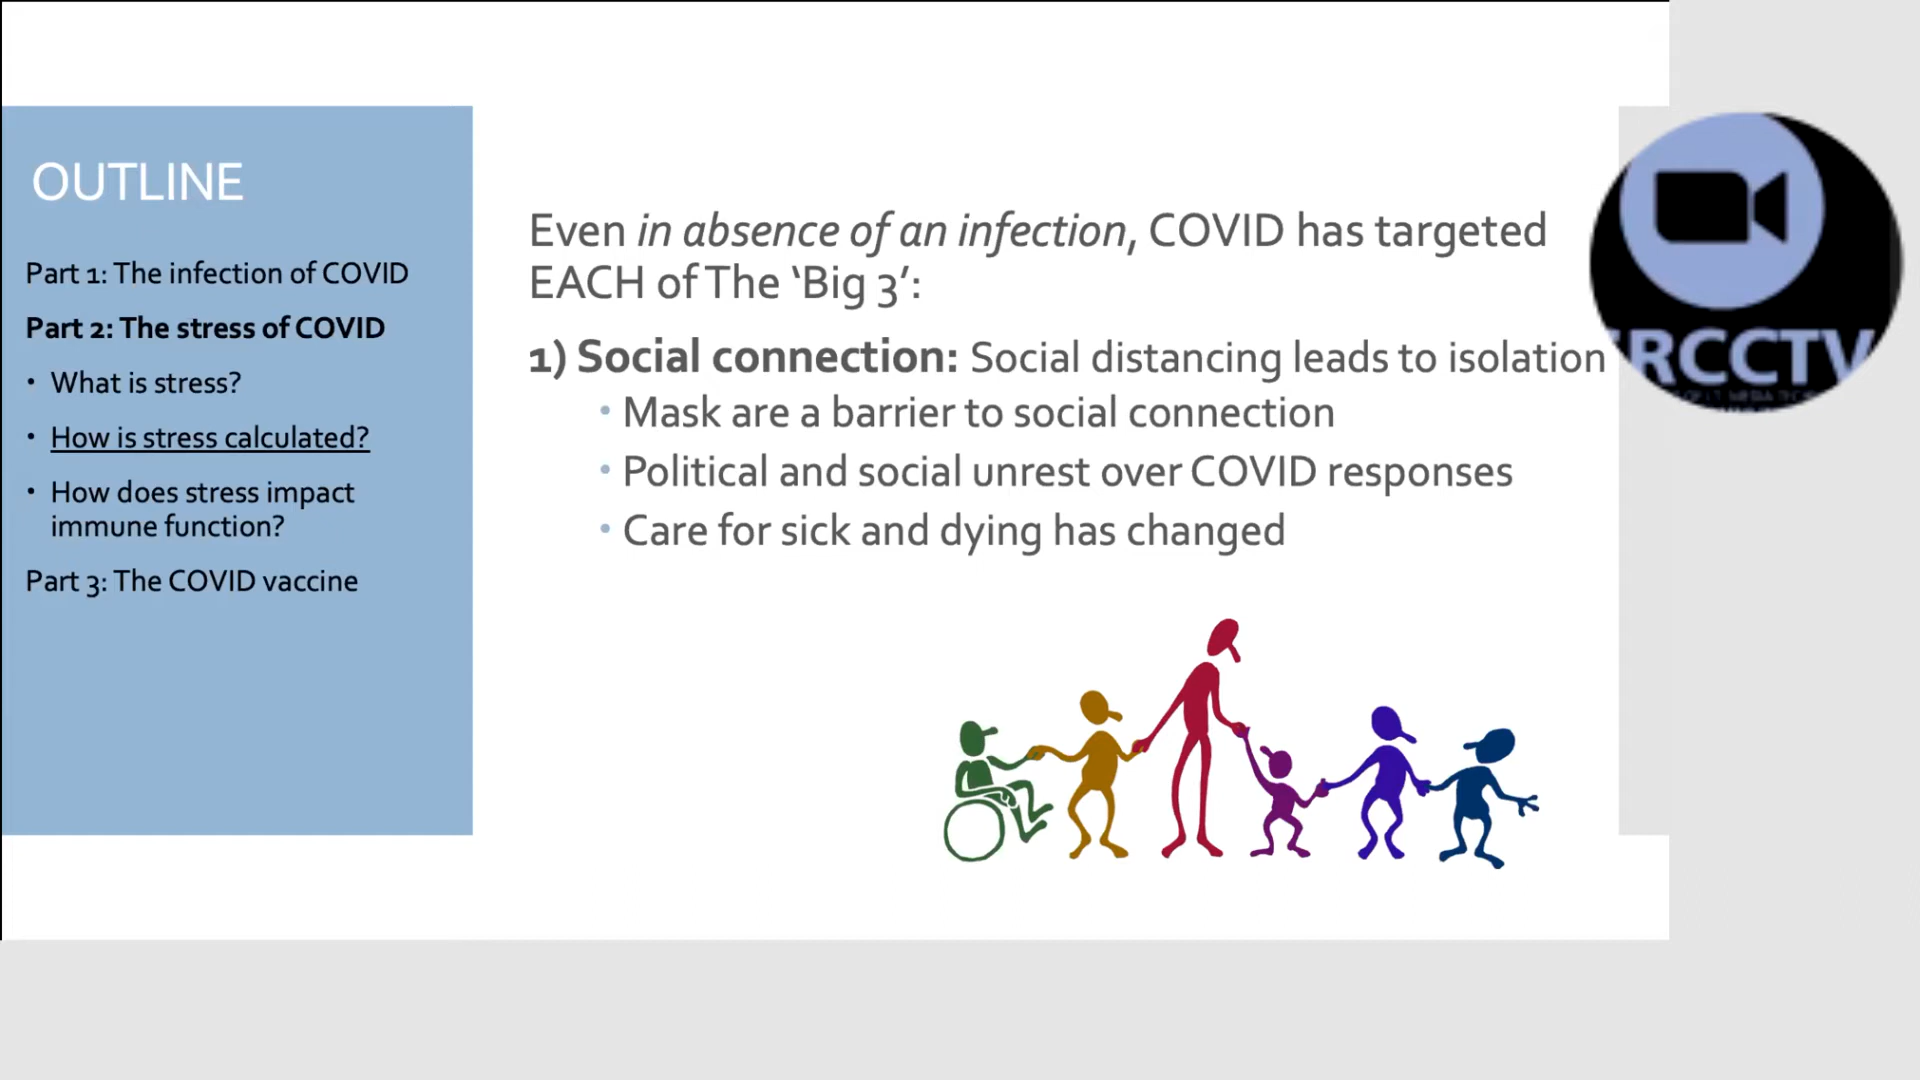 OUTLINE
Part 1: The infection of COVID
Part 2: The stress of COVID
• What is stress?
• How is stress calculated?
• How does stress impact
immune function?
Part 3: The COVID vaccine
Even in absence of an infection, COVID has targeted
EACH of The ‘Big 3’:
1) Social connection: Social distancing leads to isolation
• Mask are a barrier to social connection
• Political and social unrest over COVID responses
• Care for sick and dying has changed
RCCTV